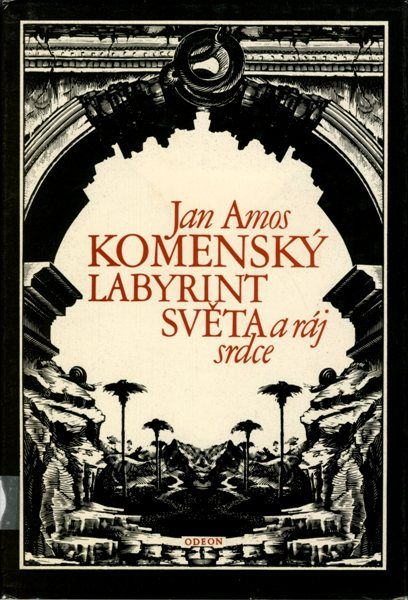 Jan Amos
KOMENSKÝ
LABYRINT
SVĚTA a ráj
srdce
ODEON